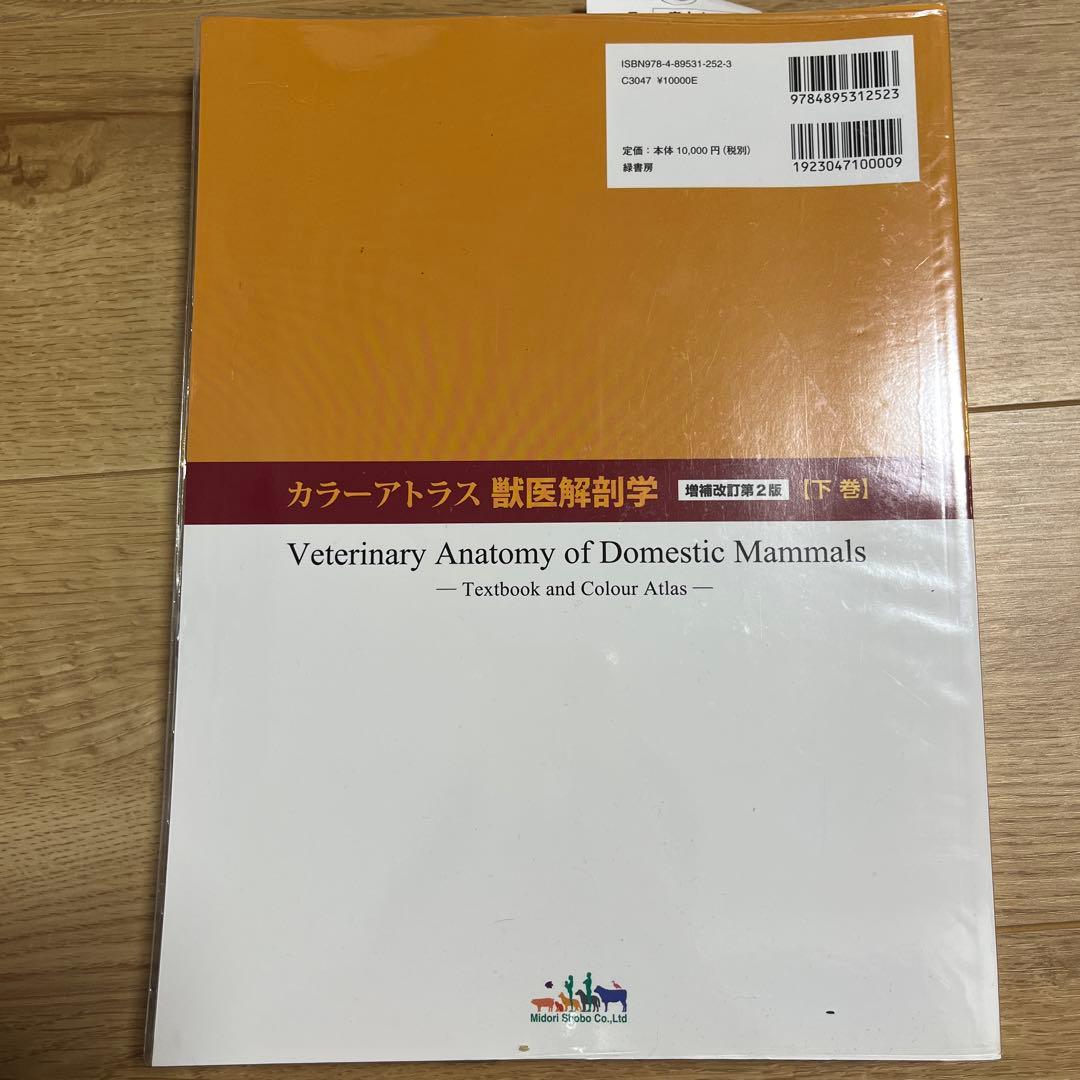 ISBN978-4-89531-252-3
C3047 ¥10000E
9784895312523
定価：本体 10,000 円（税別）
緑書房
1923047100009
カラーアトラス 獣医解剖学 増補改訂第2版 【下 巻】
Veterinary Anatomy of Domestic Mammals
— Textbook and Colour Atlas —
Midori Shobo Co.,Ltd